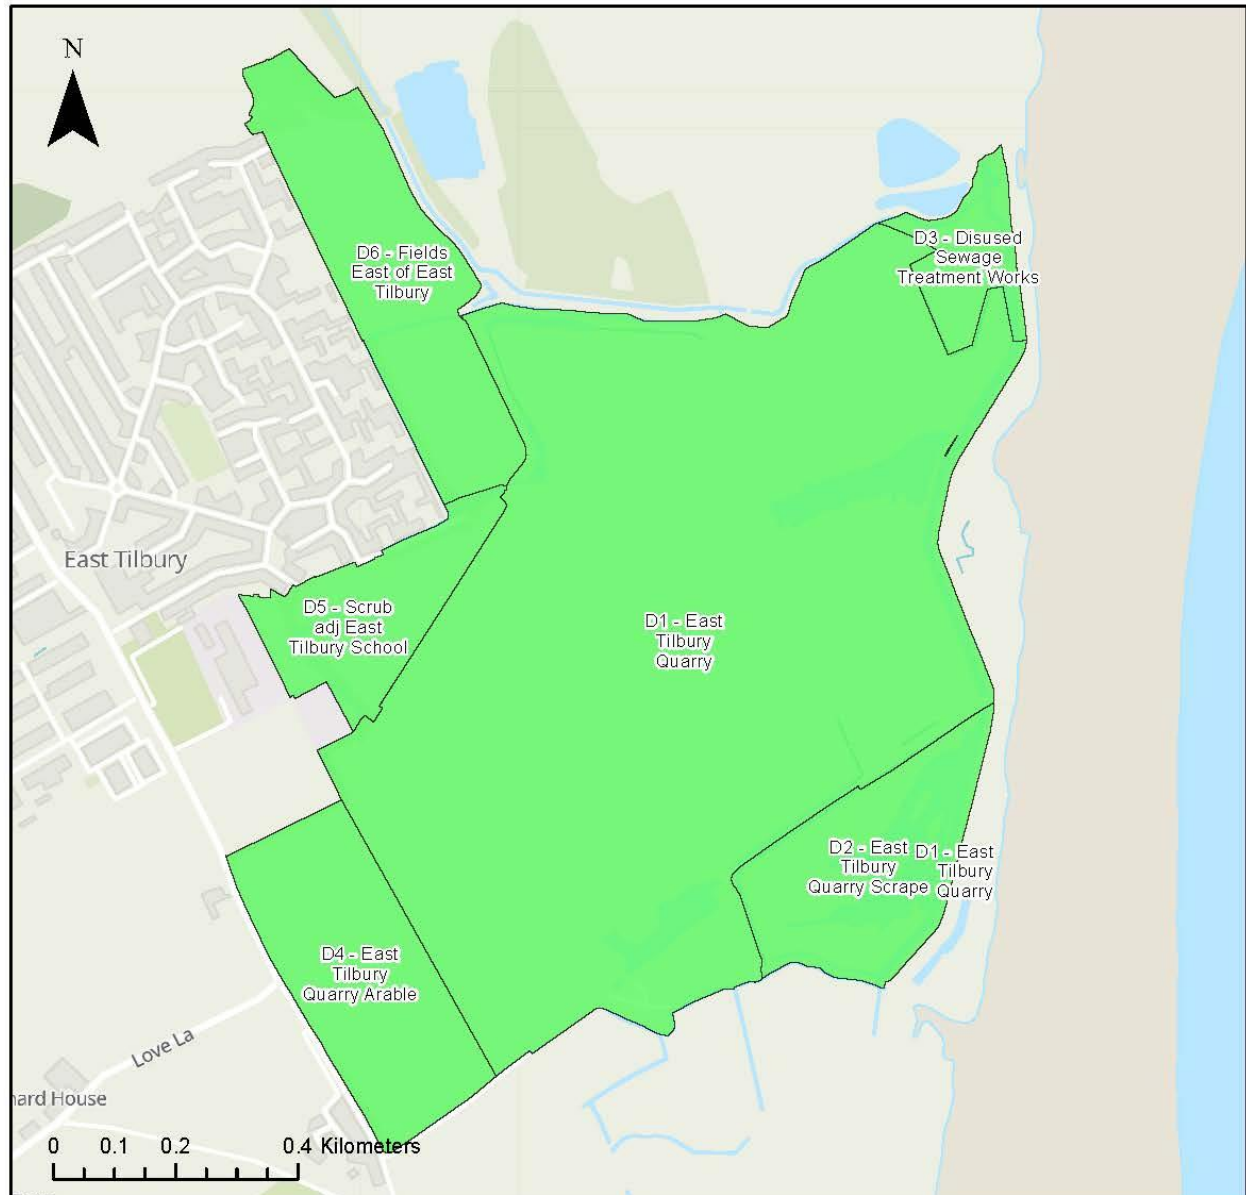 N
D3 - Disused
Sewage
Treatment Works
D6 - Fields
East of East
Tilbury
East Tilbury
D5 - Scrub
adj East
Tilbury School
D1 - East
Tilbury
Quarry
D2 - East
Tilbury
Quarry Scrape
D1 - East
Tilbury
Quarry
D4 - East
Tilbury
Quarry Arable
Love La
hard House
0 0.1 0.2 0.4 Kilometers